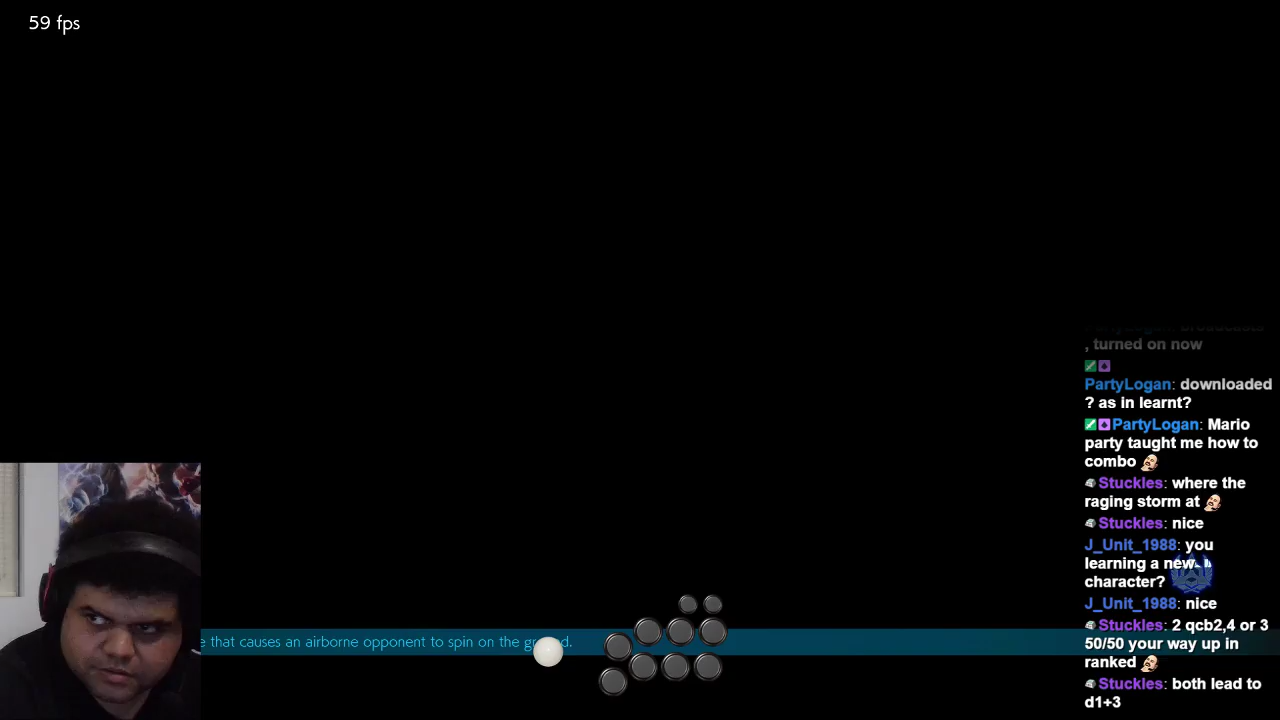 59 fps
, turned on now
PartyLogan: downloaded
? as in learnt?
PartyLogan: Mario
party taught me how to
combo
Stuckles: where the
raging storm at
Stuckles: nice
J_Unit_1988: you
learning a new
character?
J_Unit_1988: nice
Stuckles: 2 qcb2,4 or 3
50/50 your way up in
ranked
Stuckles: both lead to
d1+3
e that causes an airborne opponent to spin on the ground.